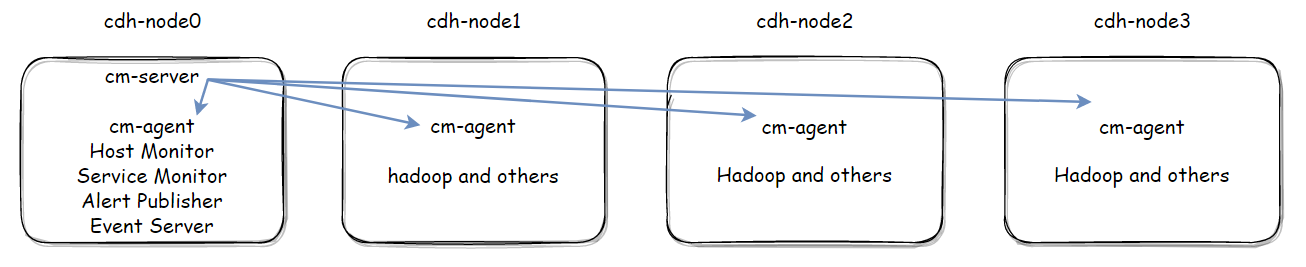 cdh-node0
cdh-node1
cdh-node2
cdh-node3
cm-server
cm-agent
Host Monitor
Service Monitor
Alert Publisher
Event Server
cm-agent
hadoop and others
cm-agent
Hadoop and others
cm-agent
Hadoop and others